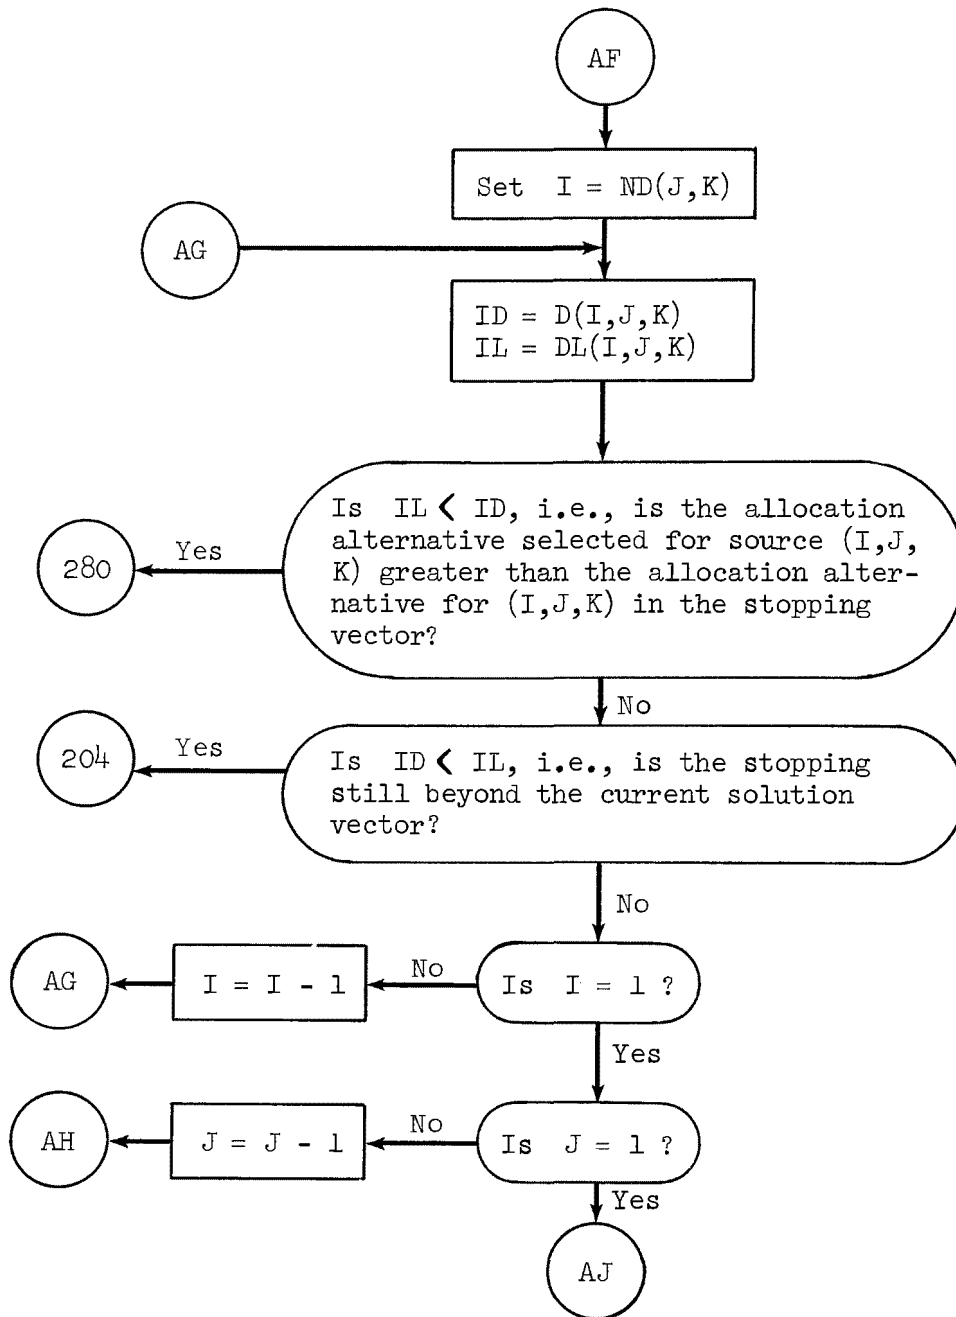 AF
Set I = ND(J,K)
AG
ID = D(I,J,K)
IL = DL(I,J,K)
Is IL < ID, i.e., is the allocation
alternative selected for source (I,J,
K) greater than the allocation alter-
native for (I,J,K) in the stopping
vector?
Yes
280
No
Is ID < IL, i.e., is the stopping
still beyond the current solution
vector?
Yes
204
No
Is I = 1 ?
No
I = I - 1
AG
Yes
Is J = 1 ?
No
J = J - 1
AH
Yes
AJ